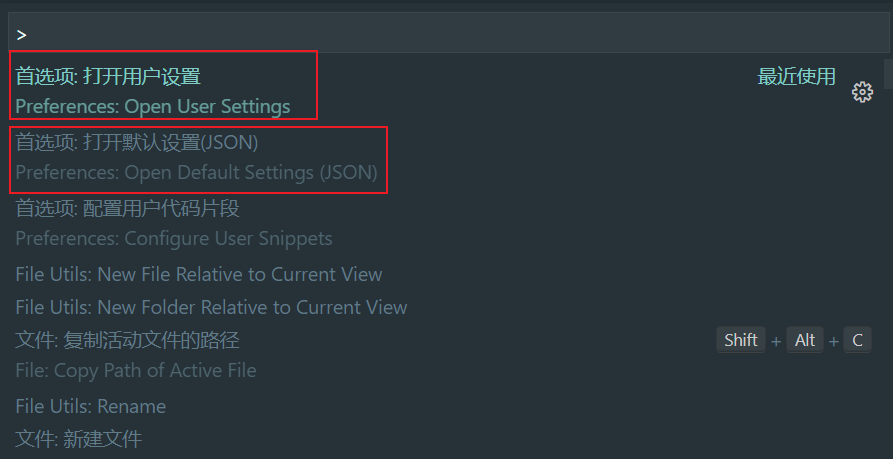 >
首选项: 打开用户设置 最近使用
Preferences: Open User Settings
首选项: 打开默认设置(JSON)
Preferences: Open Default Settings (JSON)
首选项: 配置用户代码片段
Preferences: Configure User Snippets
File Utils: New File Relative to Current View
File Utils: New Folder Relative to Current View
文件: 复制活动文件的路径 Shift + Alt + C
File: Copy Path of Active File
File Utils: Rename
文件: 新建文件